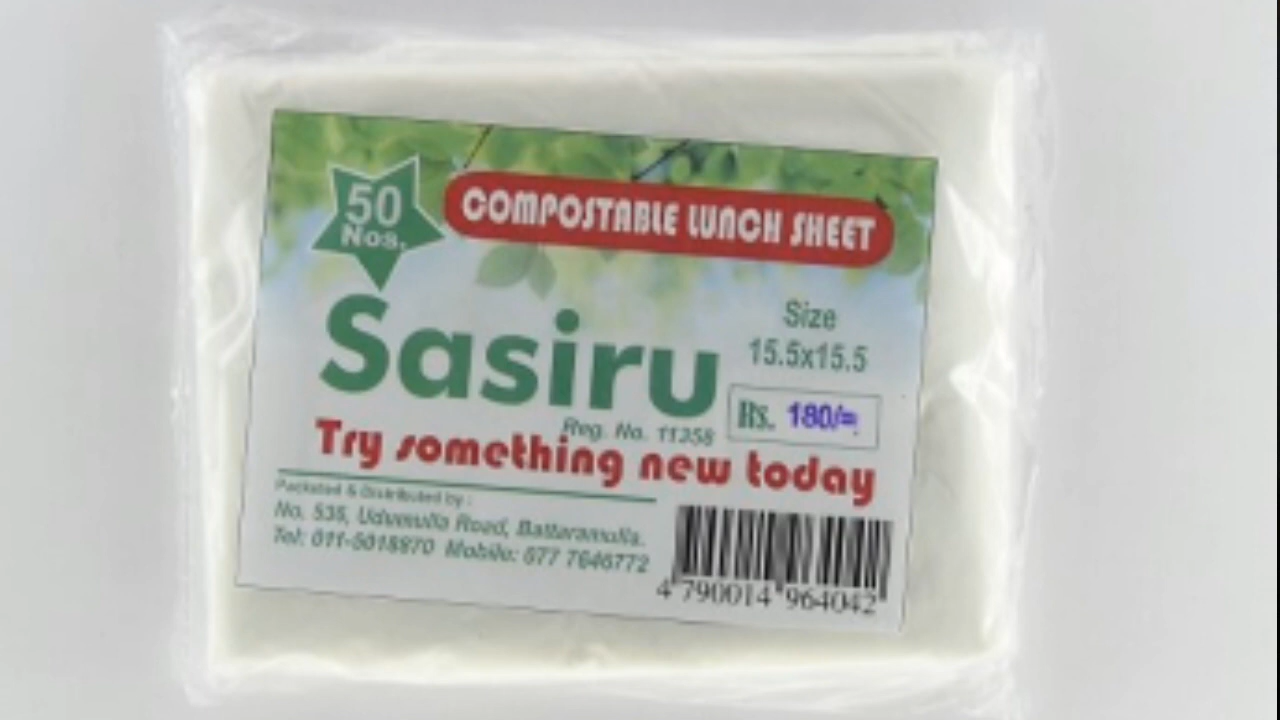 50
Nos.
COMPOSTABLE LUNCH SHEET
Size
15.5x15.5
Sasiru
Rs. 180/=
Reg. No. 11358
Try something new today
Packeted & Distributed by :
No. 536, Udumulla Road, Battaramulla.
Tel: 011-5018970 Mobile: 077 7646772
4 790014 964042